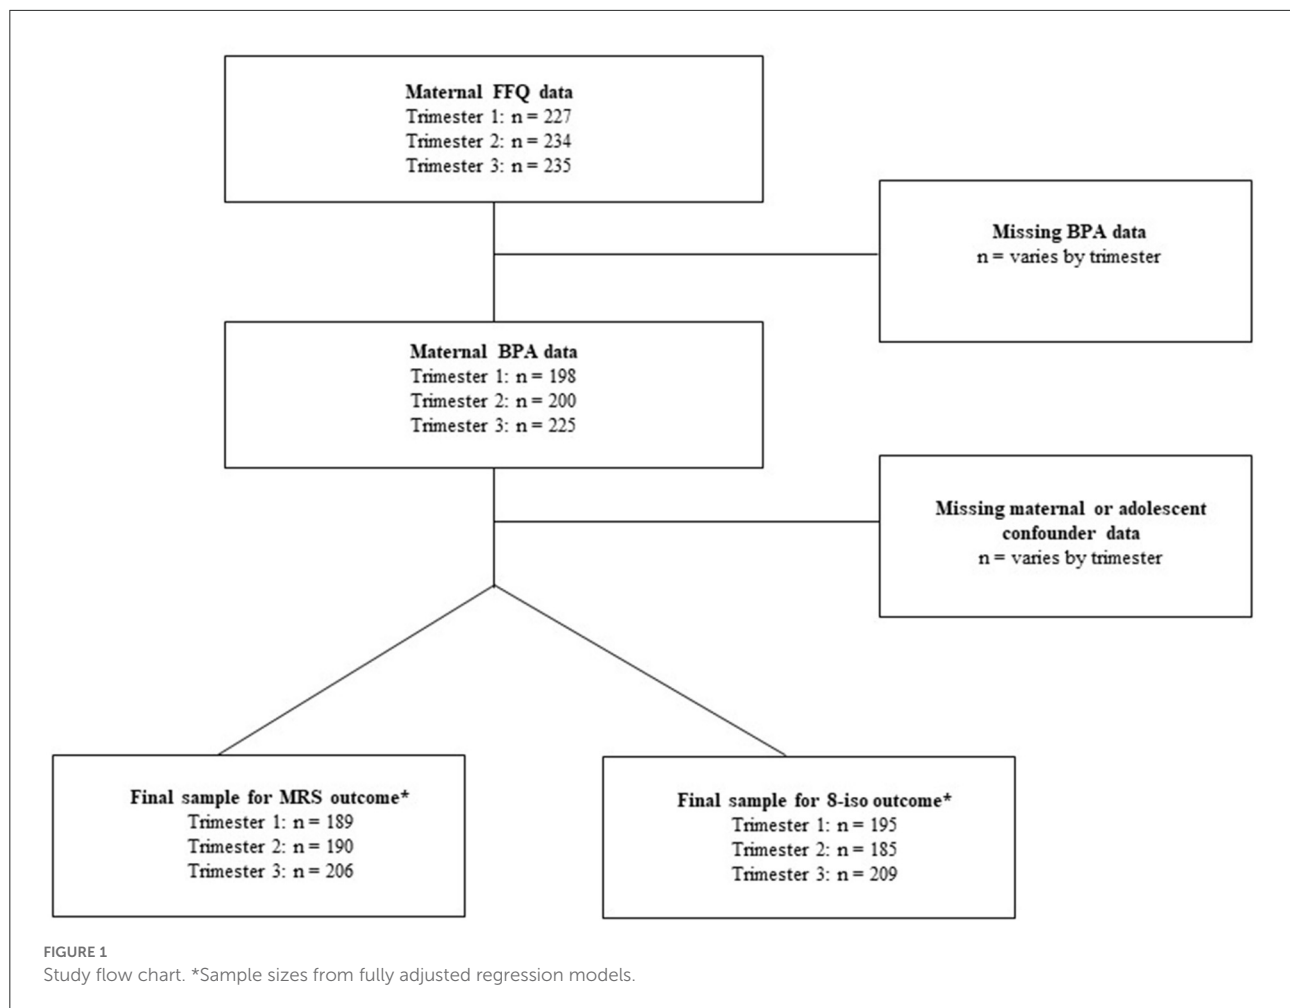 Maternal FFQ data
Trimester 1: n = 227
Trimester 2: n = 234
Trimester 3: n = 235
Missing BPA data
n = varies by trimester
Maternal BPA data
Trimester 1: n = 198
Trimester 2: n = 200
Trimester 3: n = 225
Missing maternal or adolescent
confounder data
n = varies by trimester
Final sample for MRS outcome*
Trimester 1: n = 189
Trimester 2: n = 190
Trimester 3: n = 206
Final sample for 8-iso outcome*
Trimester 1: n = 195
Trimester 2: n = 185
Trimester 3: n = 209
FIGURE 1
Study flow chart. *Sample sizes from fully adjusted regression models.